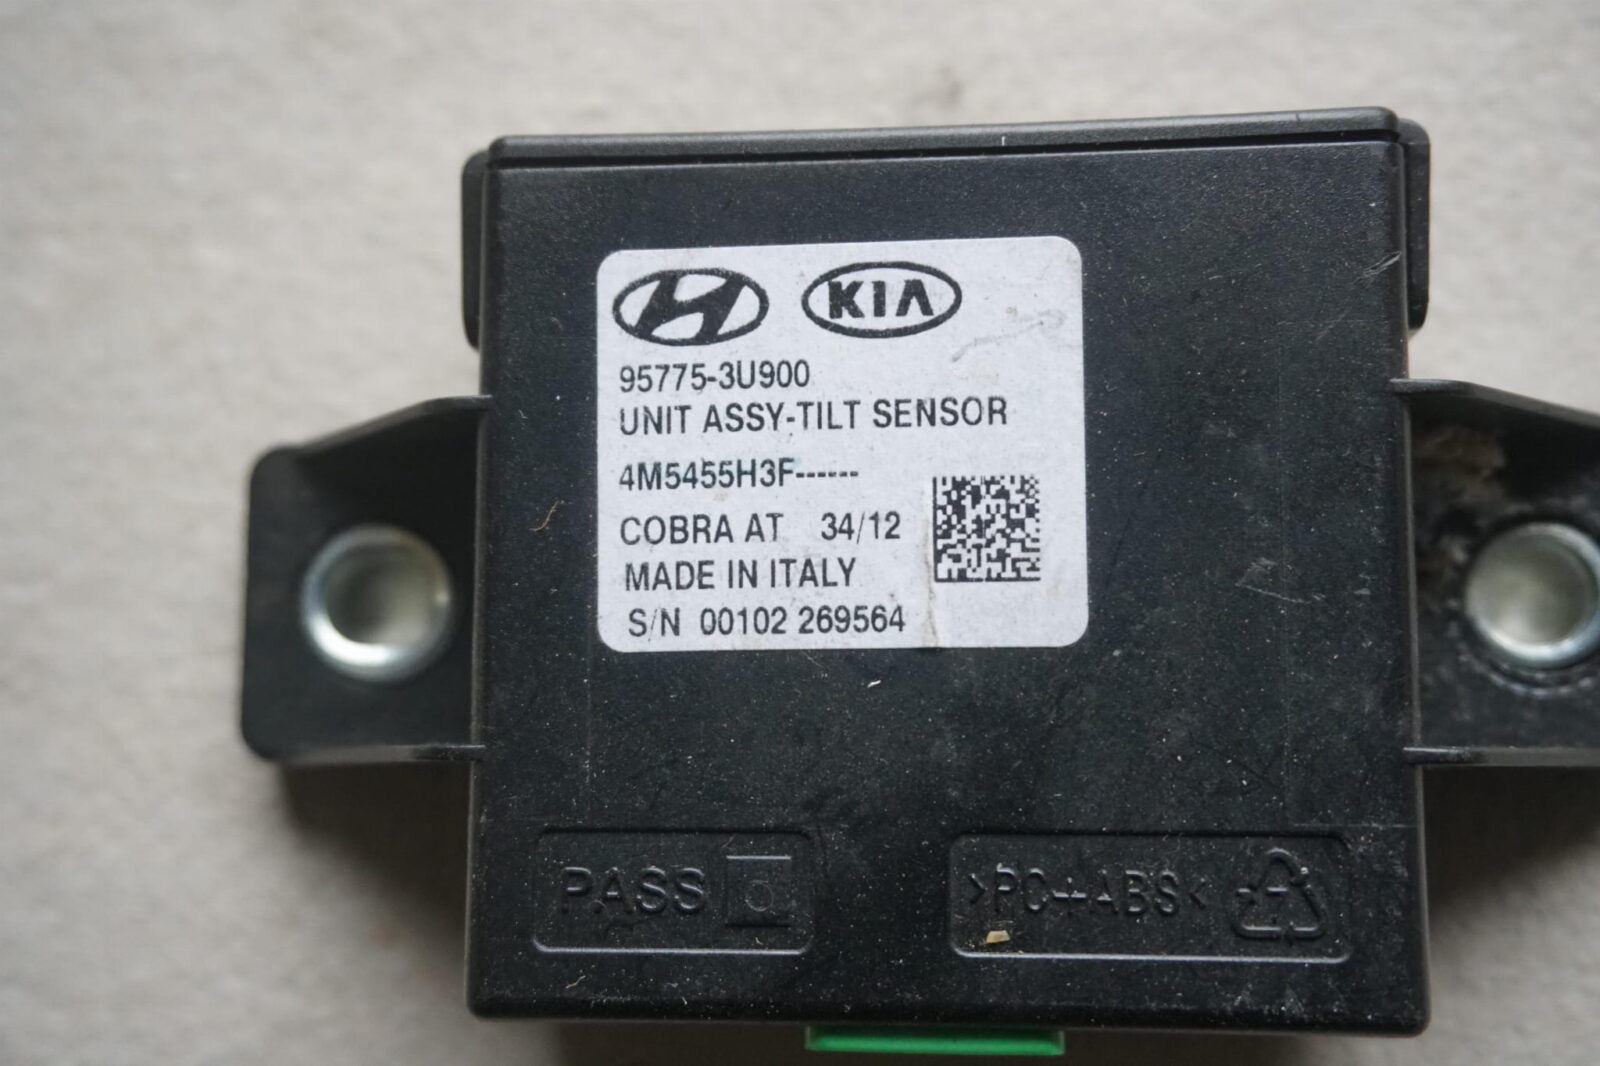 KIA
95775-3U900
UNIT ASSY-TILT SENSOR
4M5455H3F------
COBRA AT 34/12
MADE IN ITALY
S/N 00102 269564
PASS
>PC+ABS<